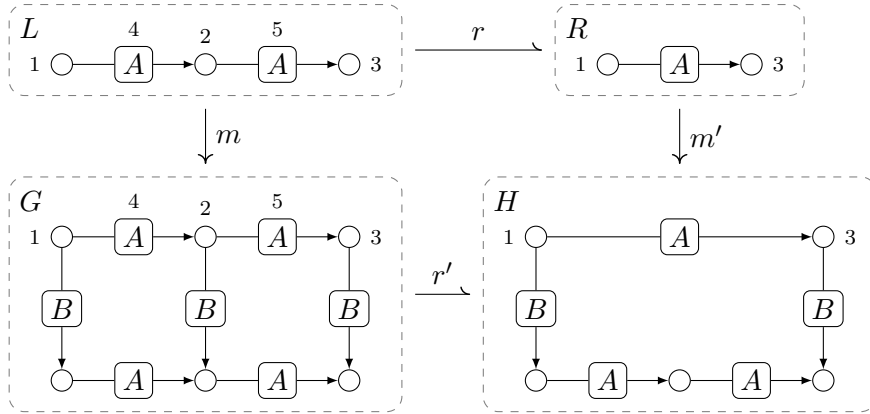 L 4 2 5 r R
1 A A 3 1 A 3
m m′
G 4 2 5 H
1 A A 3 r′ 1 A 3
B B B B B
A A A A